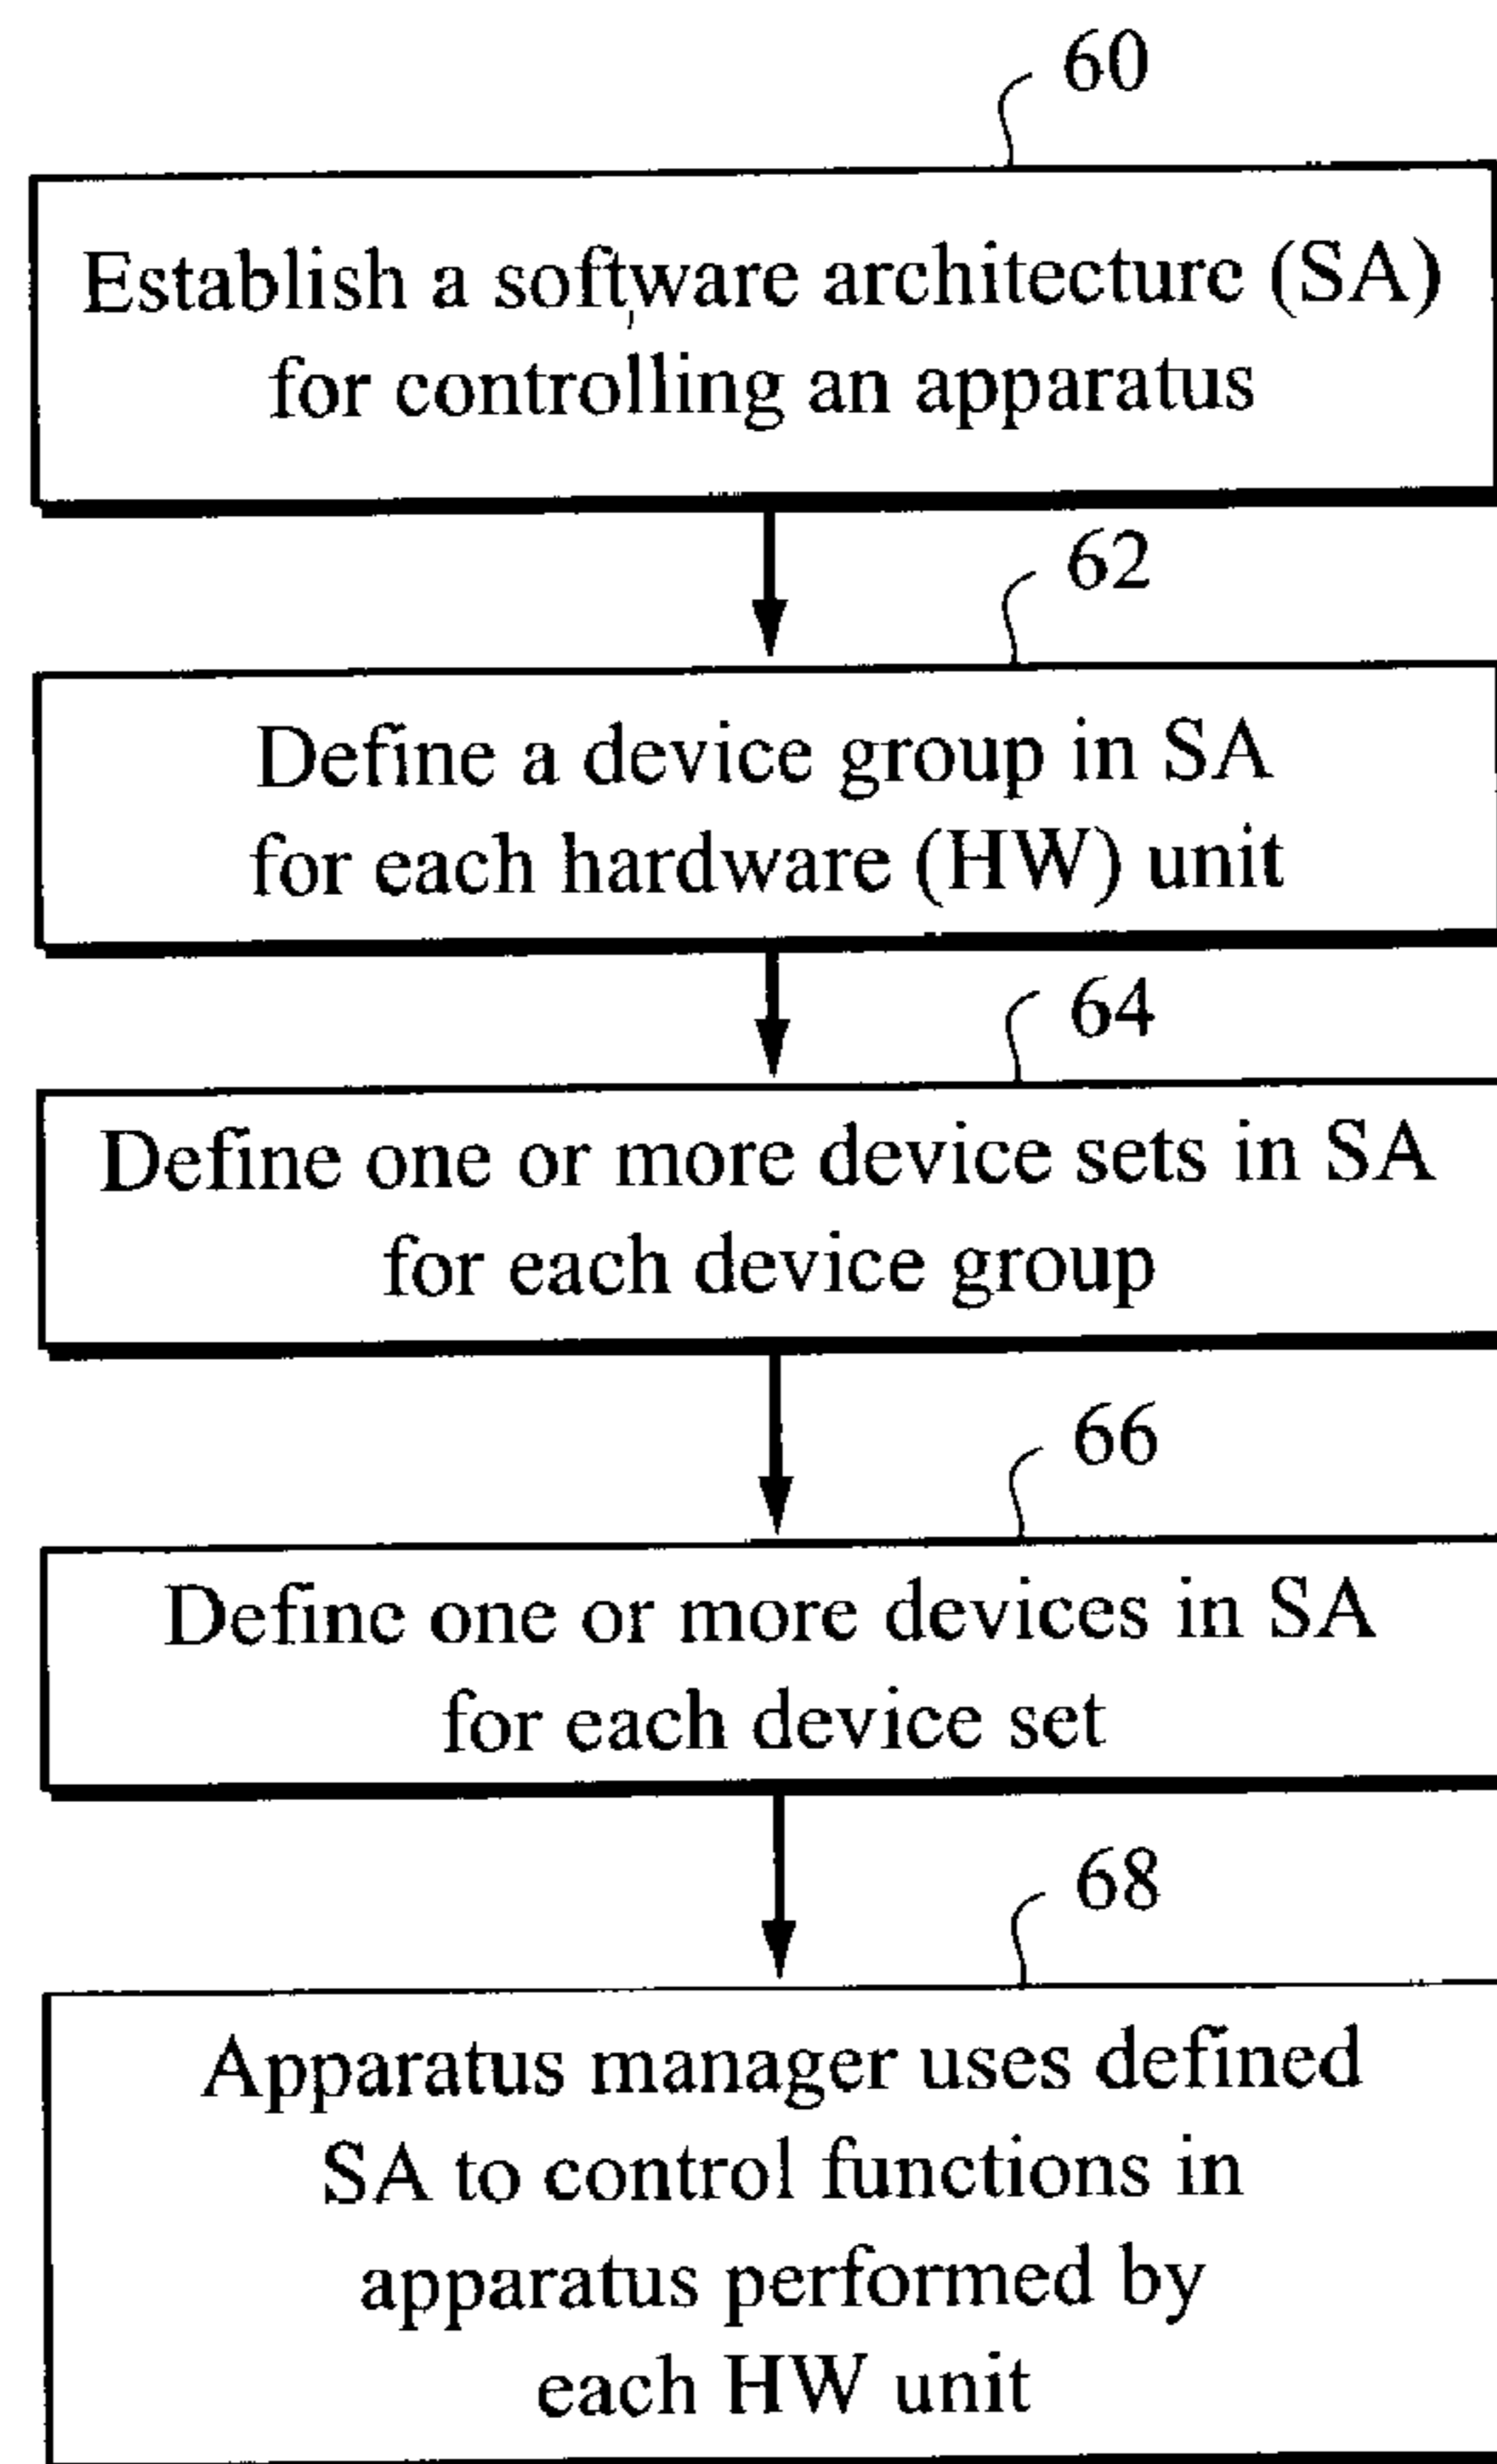 60
Establish a software architecture (SA)
for controlling an apparatus
62
Define a device group in SA
for each hardware (HW) unit
64
Define one or more device sets in SA
for each device group
66
Define one or more devices in SA
for each device set
68
Apparatus manager uses defined
SA to control functions in
apparatus performed by
each HW unit